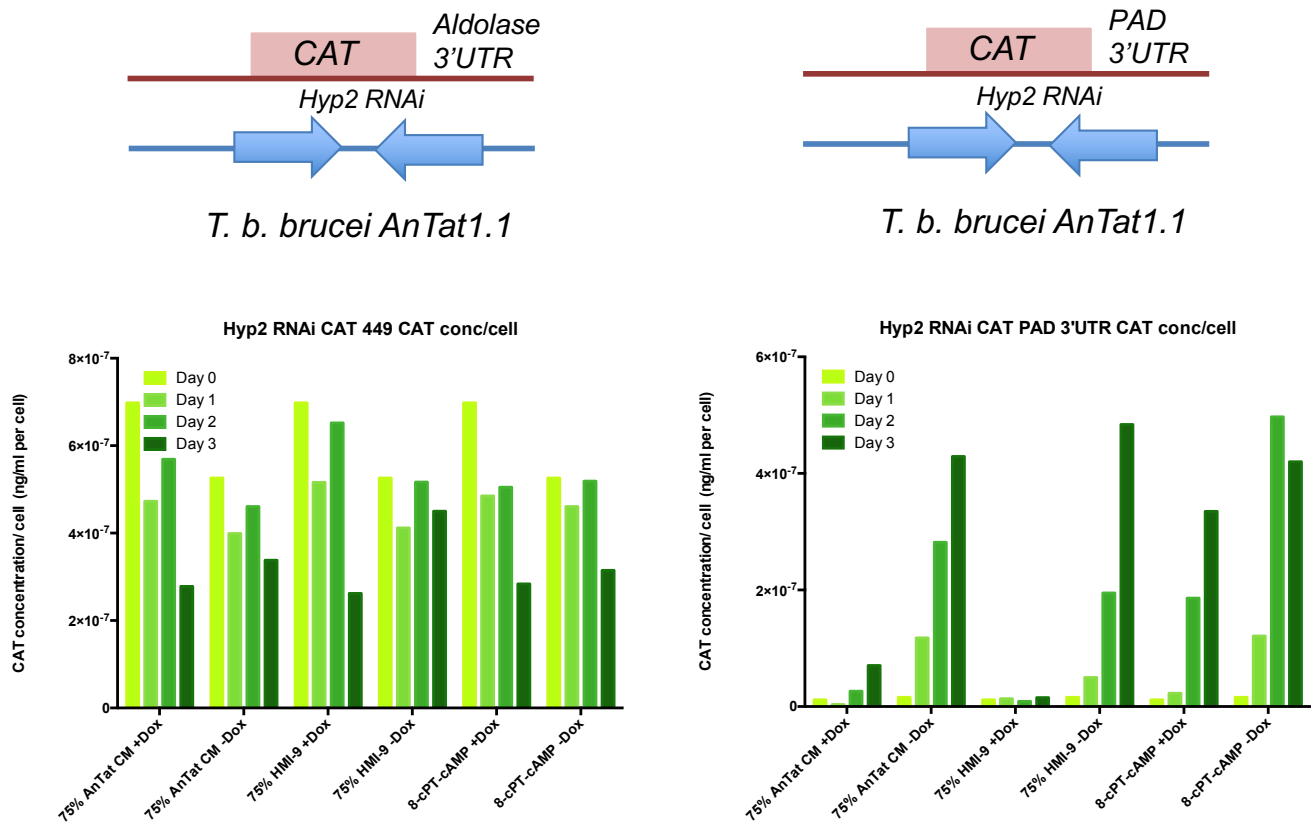 CAT
Aldolase
3'UTR
Hyp2 RNAi
T. b. brucei AnTat1.1
CAT
PAD
3'UTR
Hyp2 RNAi
T. b. brucei AnTat1.1
Hyp2 RNAi CAT 449 CAT conc/cell
CAT concentration/ cell (ng/ml per cell)
8×10⁻⁷
6×10⁻⁷
4×10⁻⁷
2×10⁻⁷
0
Day 0
Day 1
Day 2
Day 3
75% AnTat CM +Dox
75% AnTat CM -Dox
75% HMI-9 +Dox
75% HMI-9 -Dox
8-cPT-cAMP +Dox
8-cPT-cAMP -Dox
Hyp2 RNAi CAT PAD 3'UTR CAT conc/cell
CAT concentration/ cell (ng/ml per cell)
6×10⁻⁷
4×10⁻⁷
2×10⁻⁷
0
Day 0
Day 1
Day 2
Day 3
75% AnTat CM +Dox
75% AnTat CM -Dox
75% HMI-9 +Dox
75% HMI-9 -Dox
8-cPT-cAMP +Dox
8-cPT-cAMP -Dox